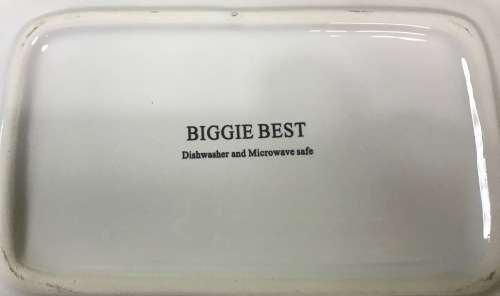 BIGGIE BEST
Dishwasher and Microwave safe